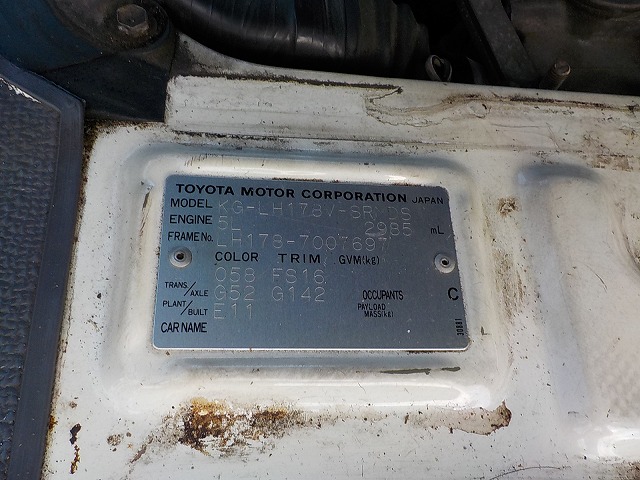 TOYOTA MOTOR CORPORATION JAPAN
MODEL KG-LH178V-SRMDS
ENGINE 5L 2985 mL
FRAME No. LH178-7007697
COLOR TRIM GVM(kg)
058 FS16
TRANS./AXLE G52 G142 OCCUPANTS C
PLANT/BUILT E11 PAYLOAD MASS(kg)
CAR NAME